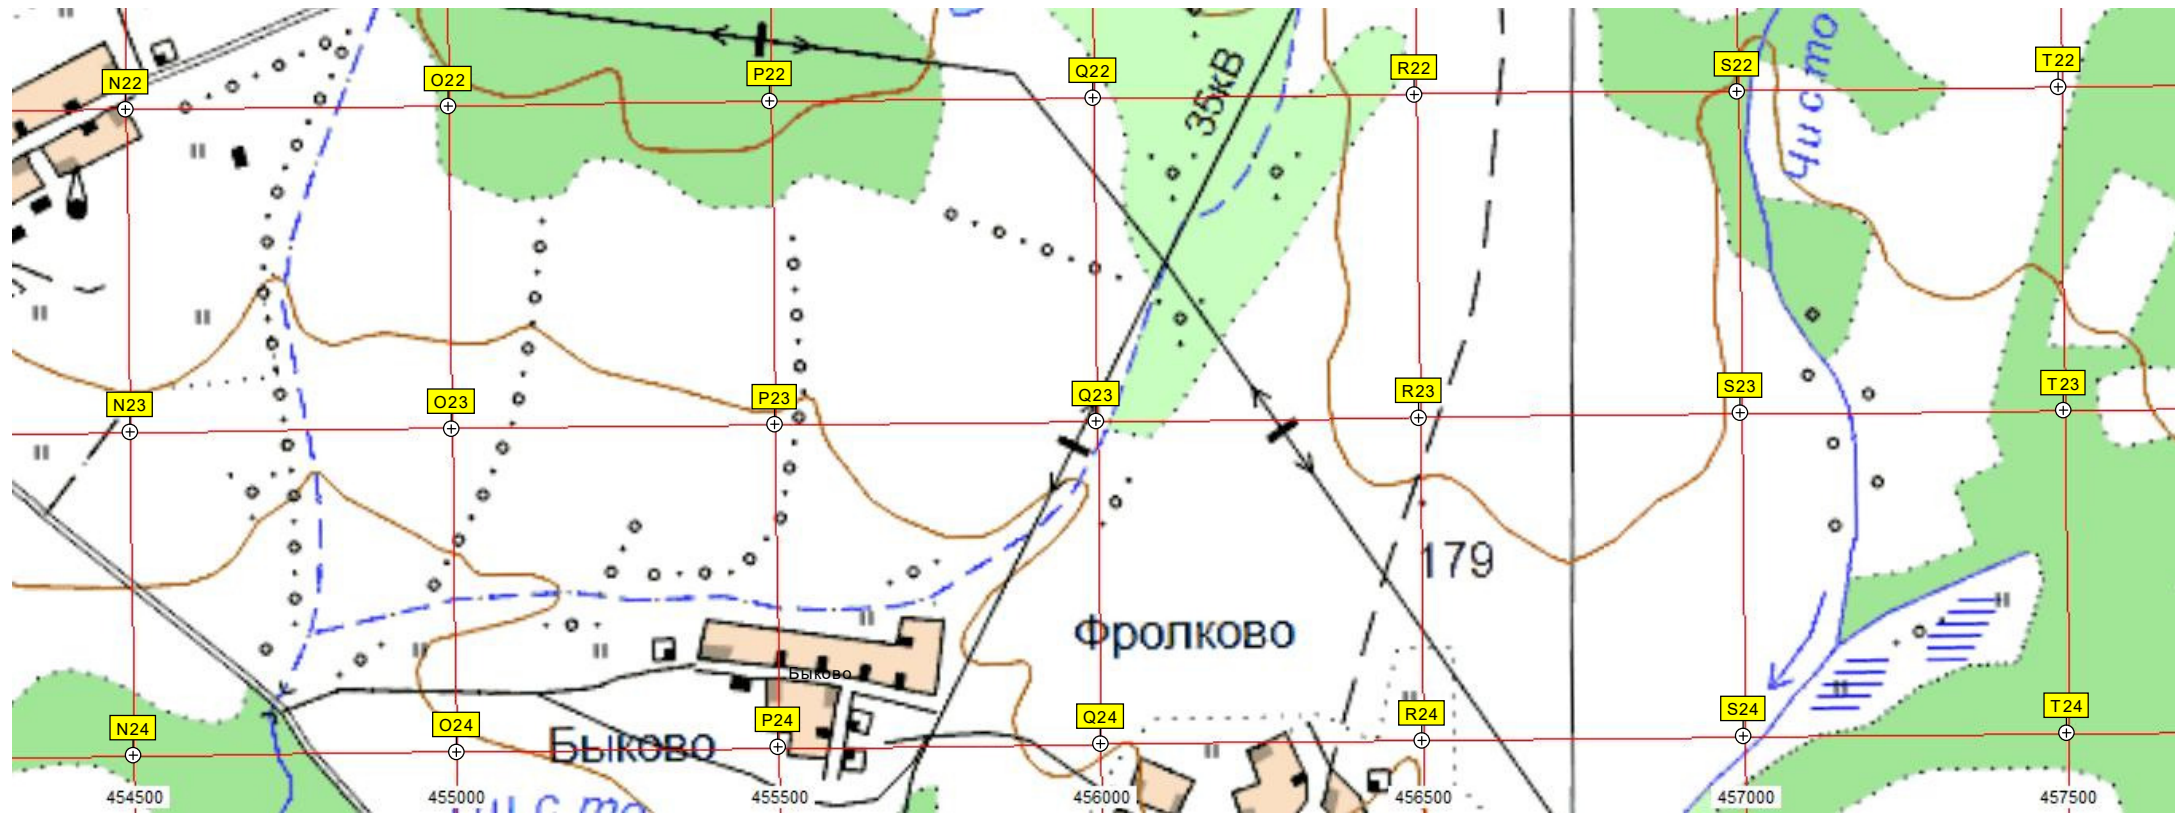 Чисто
35кВ
N22
O22
P22
Q22
R22
S22
T22
N23
O23
P23
Q23
R23
S23
T23
179
Фролково
Быково
N24
O24
P24
Q24
R24
S24
T24
Быково
454500
455000
455500
456000
456500
457000
457500